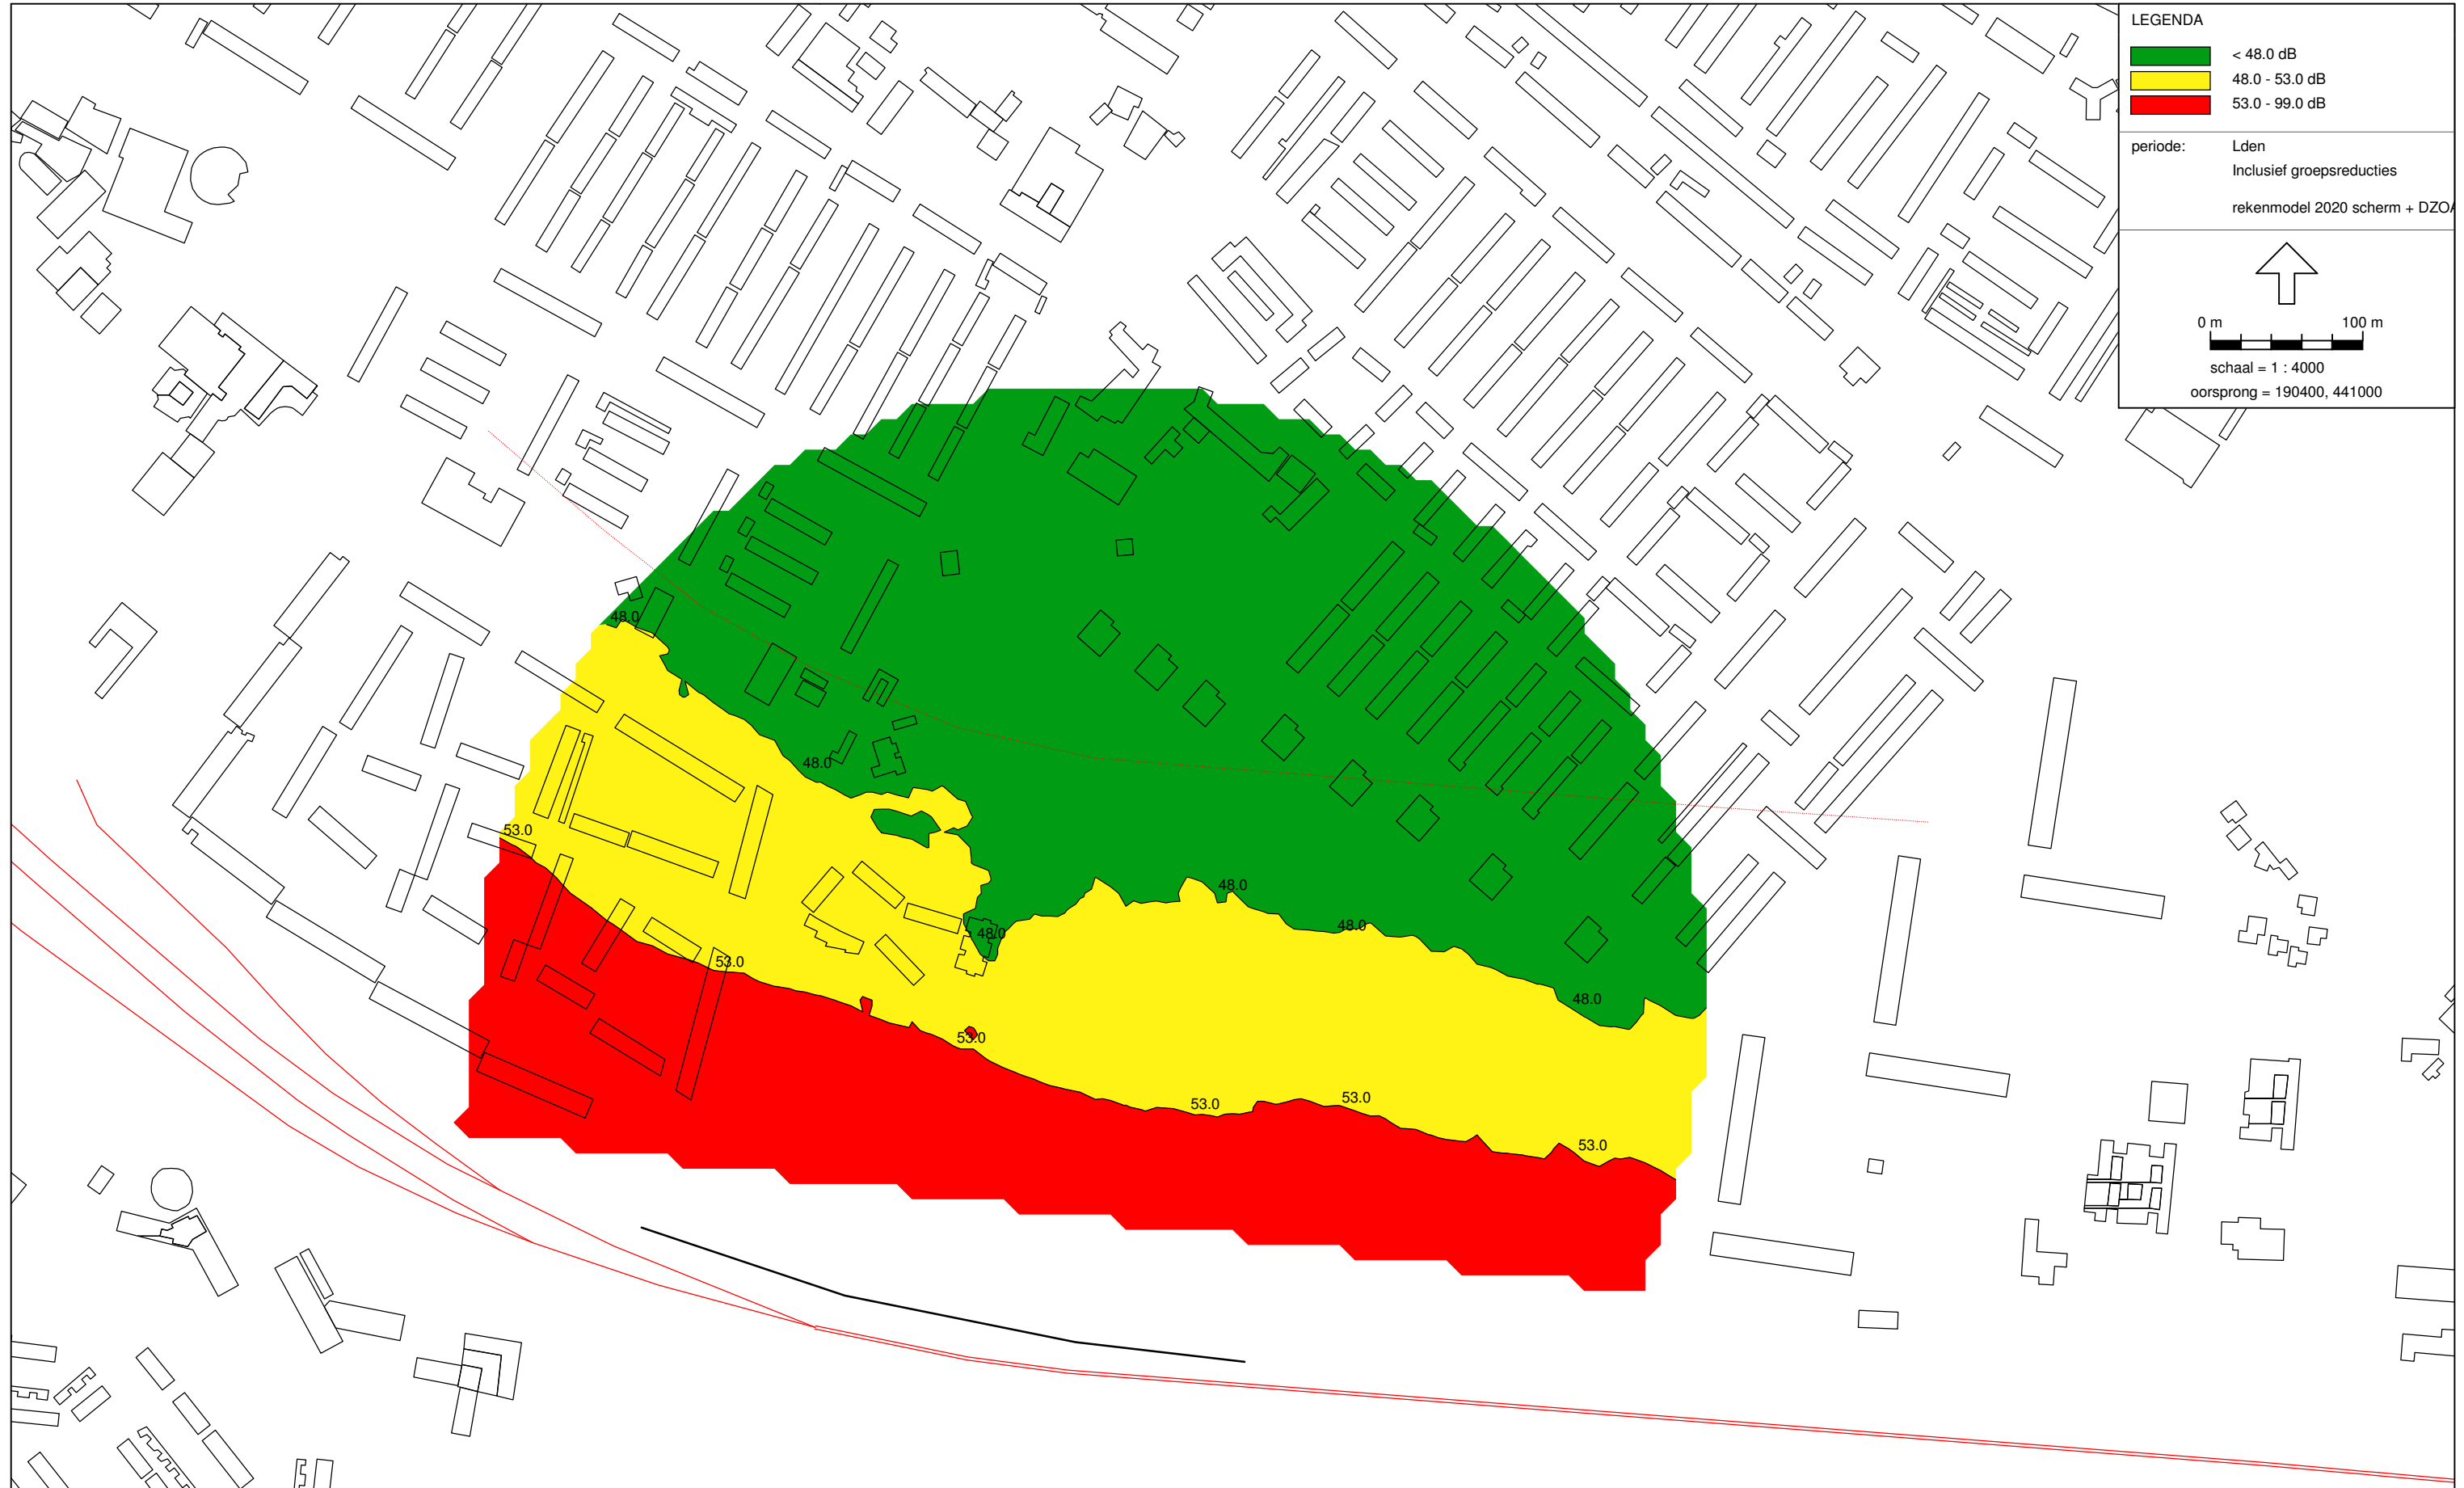 LEGENDA
< 48.0 dB
48.0 - 53.0 dB
53.0 - 99.0 dB
periode: Lden
Inclusief groepsreducties
rekenmodel 2020 scherm + DZOA
0 m 100 m
schaal = 1 : 4000
oorsprong = 190400, 441000
48.0
48.0
53.0
48.0
48.0
48.0
53.0
48.0
53.0
53.0
53.0
53.0